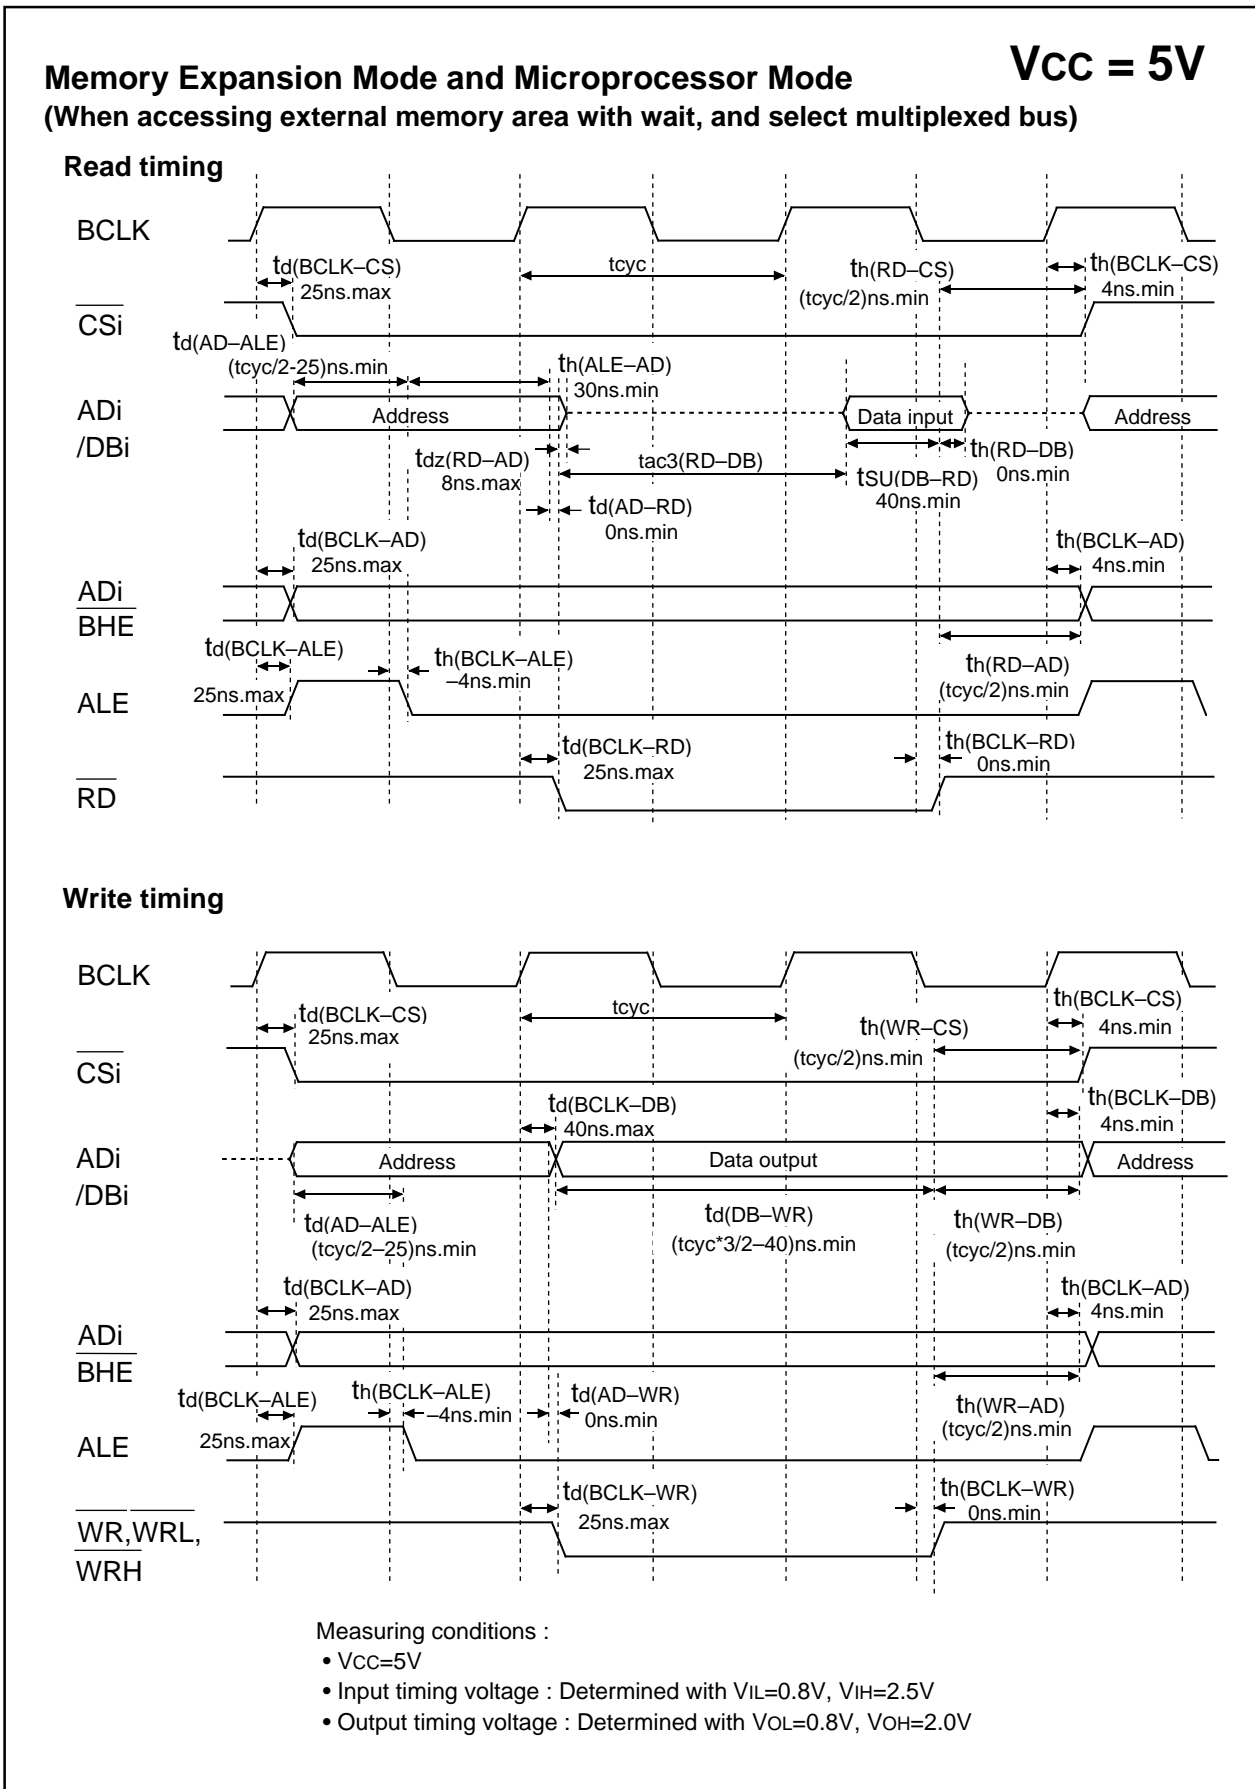 Memory Expansion Mode and Microprocessor Mode
VCC = 5V
(When accessing external memory area with wait, and select multiplexed bus)
Read timing
BCLK
td(BCLK–CS)
25ns.max
tcyc
th(RD–CS)
(tcyc/2)ns.min
th(BCLK–CS)
4ns.min
CSi
td(AD–ALE)
(tcyc/2-25)ns.min
th(ALE–AD)
30ns.min
ADi
/DBi
Address
Data input
Address
tdz(RD–AD)
8ns.max
tac3(RD–DB)
tSU(DB–RD)
40ns.min
th(RD–DB)
0ns.min
td(AD–RD)
0ns.min
td(BCLK–AD)
25ns.max
th(BCLK–AD)
4ns.min
ADi
BHE
td(BCLK–ALE)
25ns.max
th(BCLK–ALE)
–4ns.min
th(RD–AD)
(tcyc/2)ns.min
ALE
td(BCLK–RD)
25ns.max
th(BCLK–RD)
0ns.min
RD
Write timing
BCLK
td(BCLK–CS)
25ns.max
tcyc
th(WR–CS)
(tcyc/2)ns.min
th(BCLK–CS)
4ns.min
CSi
td(BCLK–DB)
40ns.max
th(BCLK–DB)
4ns.min
ADi
/DBi
Address
Data output
Address
td(AD–ALE)
(tcyc/2–25)ns.min
td(DB–WR)
(tcyc*3/2–40)ns.min
th(WR–DB)
(tcyc/2)ns.min
td(BCLK–AD)
25ns.max
th(BCLK–AD)
4ns.min
ADi
BHE
td(BCLK–ALE)
25ns.max
th(BCLK–ALE)
–4ns.min
td(AD–WR)
0ns.min
th(WR–AD)
(tcyc/2)ns.min
ALE
td(BCLK–WR)
25ns.max
th(BCLK–WR)
0ns.min
WR,WRL,
WRH
Measuring conditions :
• VCC=5V
• Input timing voltage : Determined with VIL=0.8V, VIH=2.5V
• Output timing voltage : Determined with VOL=0.8V, VOH=2.0V